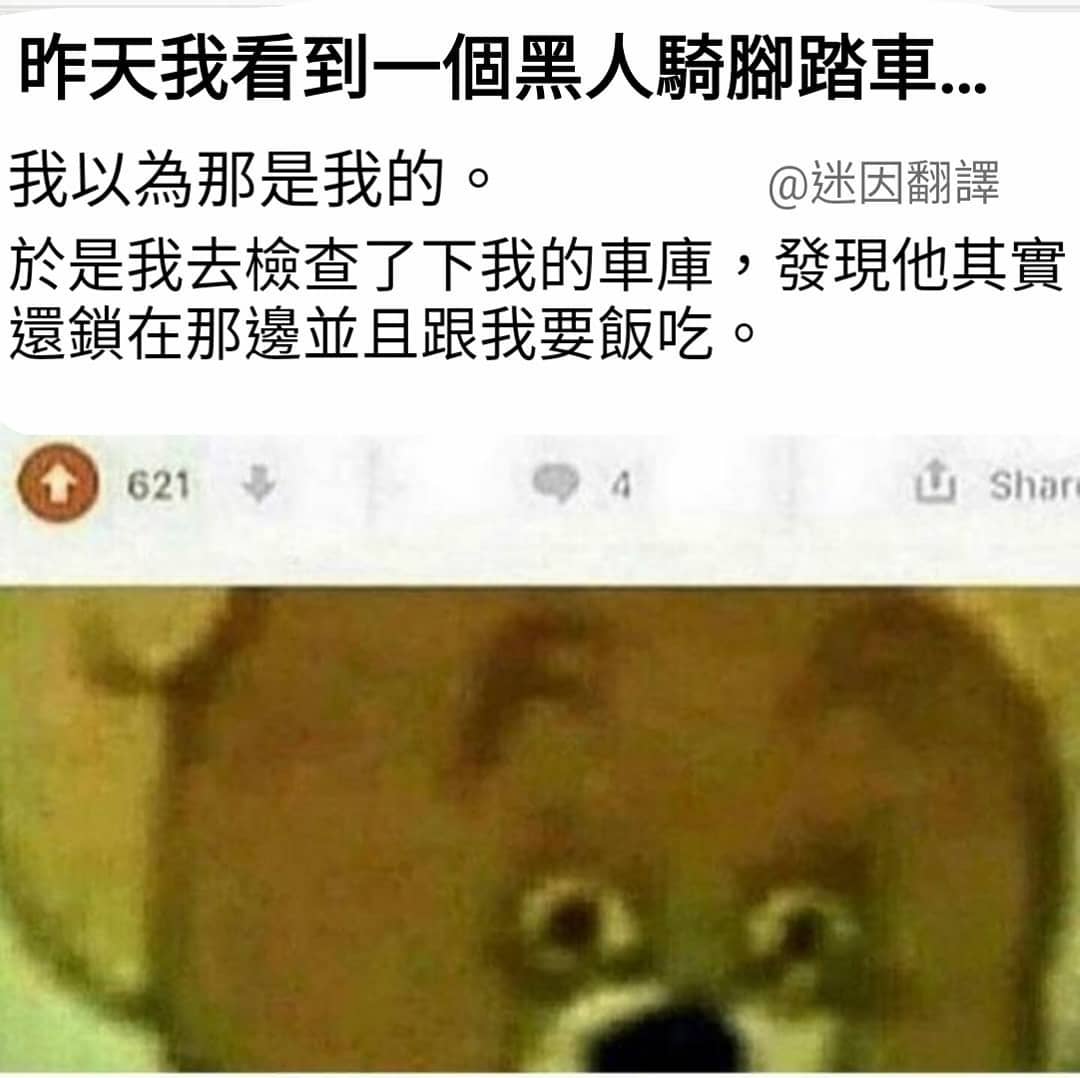 昨天我看到一個黑人騎腳踏車...
我以為那是我的。
@迷因翻譯
於是我去檢查了下我的車庫，發現他其實
還鎖在那邊並且跟我要飯吃。
621
4
Share